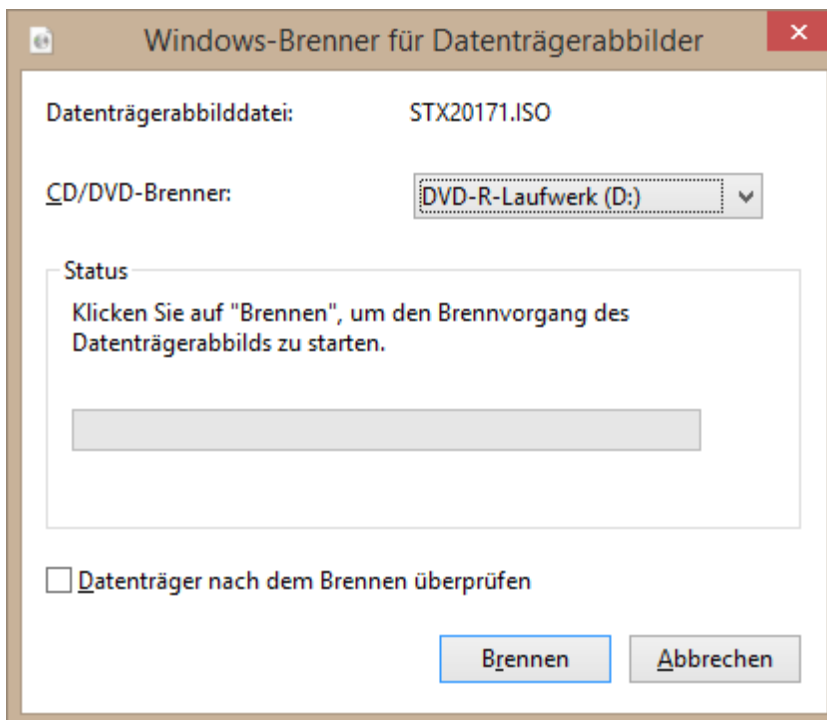 Windows-Brenner für Datenträgerabbilder
Datenträgerabbilddatei: STX20171.ISO
CD/DVD-Brenner: DVD-R-Laufwerk (D:)
Status
Klicken Sie auf "Brennen", um den Brennvorgang des
Datenträgerabbilds zu starten.
Datenträger nach dem Brennen überprüfen
Brennen Abbrechen